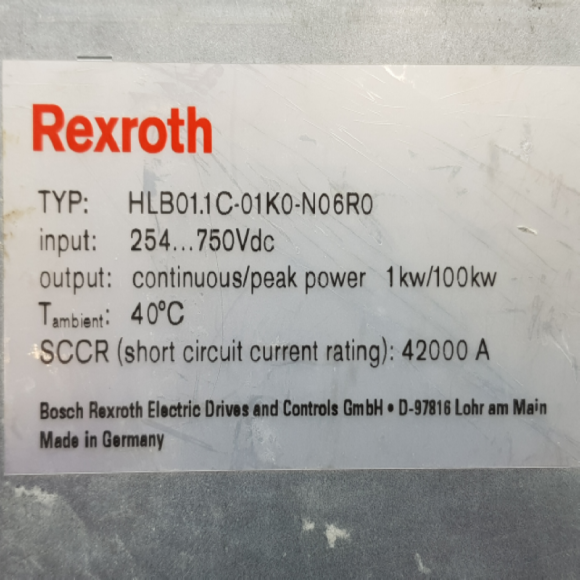 Rexroth
TYP: HLB01.1C-01K0-N06R0
input: 254...750Vdc
output: continuous/peak power 1kw/100kw
Tambient: 40°C
SCCR (short circuit current rating): 42000 A
Bosch Rexroth Electric Drives and Controls GmbH • D-97816 Lohr am Main
Made in Germany